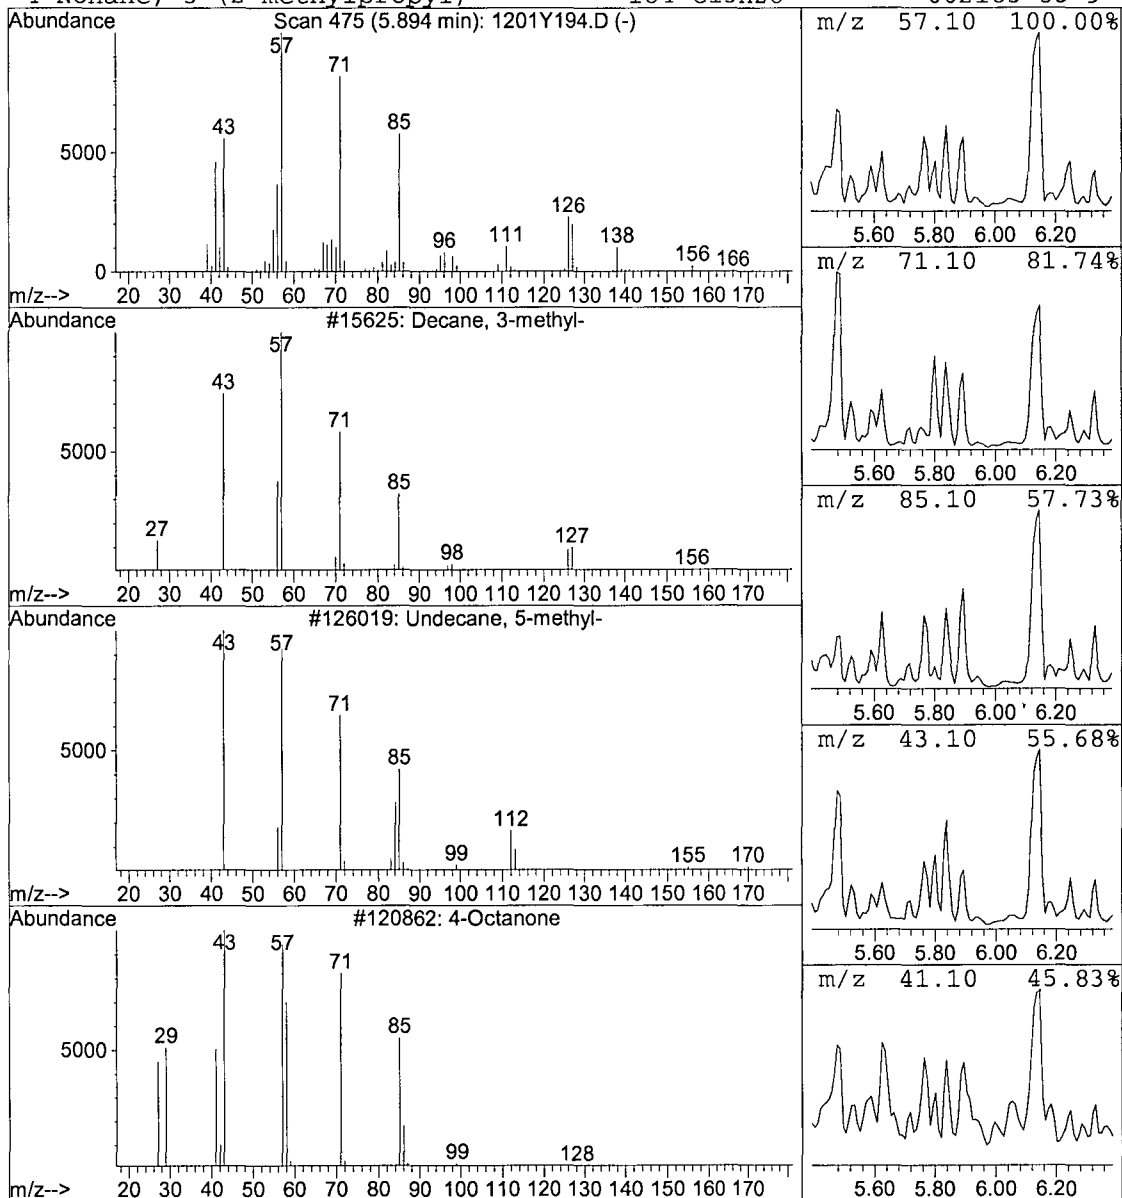 Abundance Scan 475 (5.894 min): 1201Y194.D (-)
57
71
43
85
5000
126
96 111 138
156 166
0
m/z--> 20 30 40 50 60 70 80 90 100 110 120 130 140 150 160 170
Abundance #15625: Decane, 3-methyl-
57
43
71
5000
85
27
98 127
156
m/z--> 20 30 40 50 60 70 80 90 100 110 120 130 140 150 160 170
Abundance #126019: Undecane, 5-methyl-
43 57
71
5000 85
112
99 155 170
m/z--> 20 30 40 50 60 70 80 90 100 110 120 130 140 150 160 170
Abundance #120862: 4-Octanone
43 57
71
29 85
5000
99 128
m/z--> 20 30 40 50 60 70 80 90 100 110 120 130 140 150 160 170
m/z 57.10 100.00%
5.60 5.80 6.00 6.20
m/z 71.10 81.74%
5.60 5.80 6.00 6.20
m/z 85.10 57.73%
5.60 5.80 6.00 6.20
m/z 43.10 55.68%
5.60 5.80 6.00 6.20
m/z 41.10 45.83%
5.60 5.80 6.00 6.20